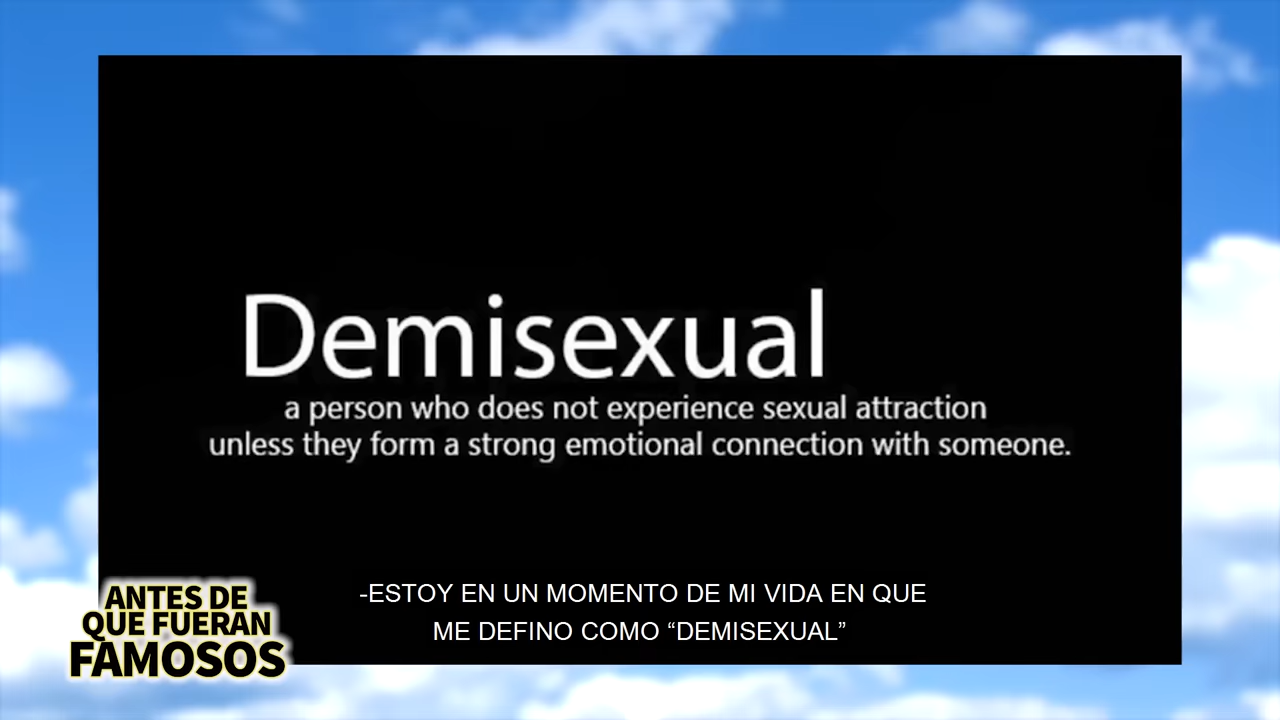 Demisexual
a person who does not experience sexual attraction
unless they form a strong emotional connection with someone.
-ESTOY EN UN MOMENTO DE MI VIDA EN QUE
ME DEFINO COMO “DEMISEXUAL”
ANTES DE
QUE FUERAN
FAMOSOS